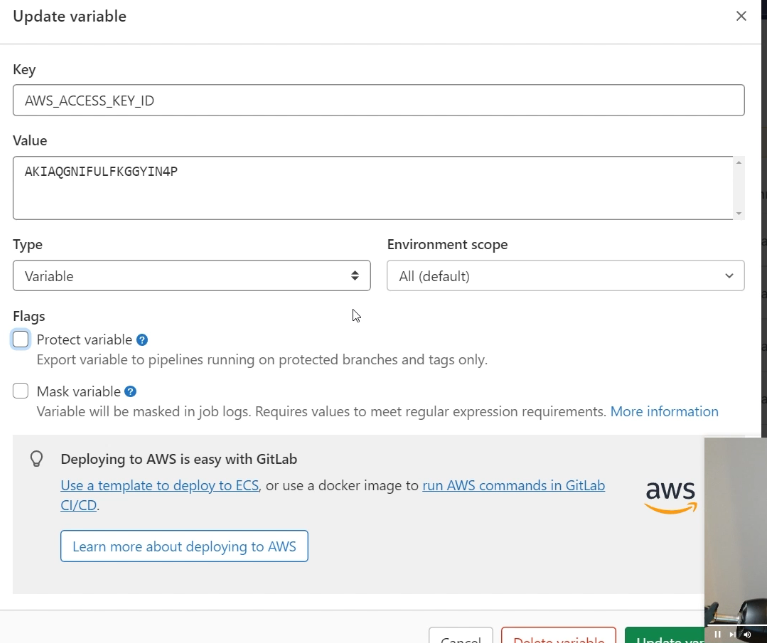 Update variable
Key
AWS_ACCESS_KEY_ID
Value
AKIAQGNIFULFKGGYIN4P
Type
Environment scope
Variable
All (default)
Flags
Protect variable
Export variable to pipelines running on protected branches and tags only.
Mask variable
Variable will be masked in job logs. Requires values to meet regular expression requirements. More information
Deploying to AWS is easy with GitLab
Use a template to deploy to ECS, or use a docker image to run AWS commands in GitLab
CI/CD.
aws
Learn more about deploying to AWS
Cancel
Delete variable
Update var